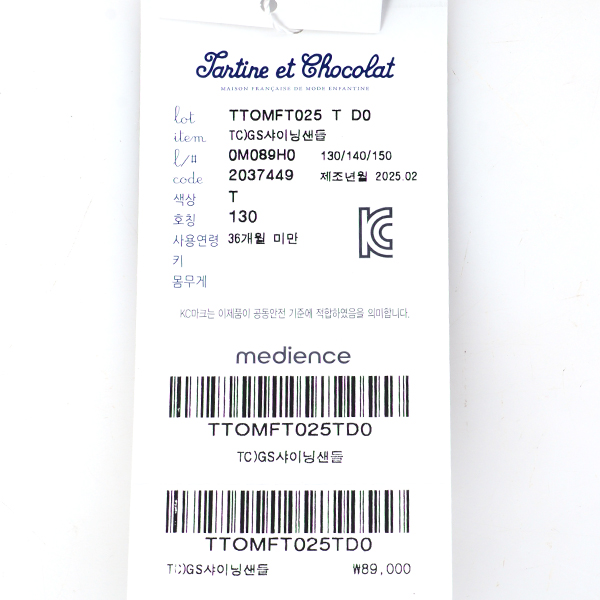 Tartine et Chocolat
MAISON FRANÇAISE DE MODE ENFANTINE
lot TTOMFT025 T D0
item TC)GS샤이닝샌들
l/# 0M089H0 130/140/150
code 2037449 제조년월 2025.02
색상 T
호칭 130
사용연령 36개월 미만
키
몸무게
KC
KC마크는 이제품이 공통안전 기준에 적합하였음을 의미합니다.
medience
TTOMFT025TD0
TC)GS샤이닝샌들
TTOMFT025TD0
TC)GS샤이닝샌들 ₩89,000